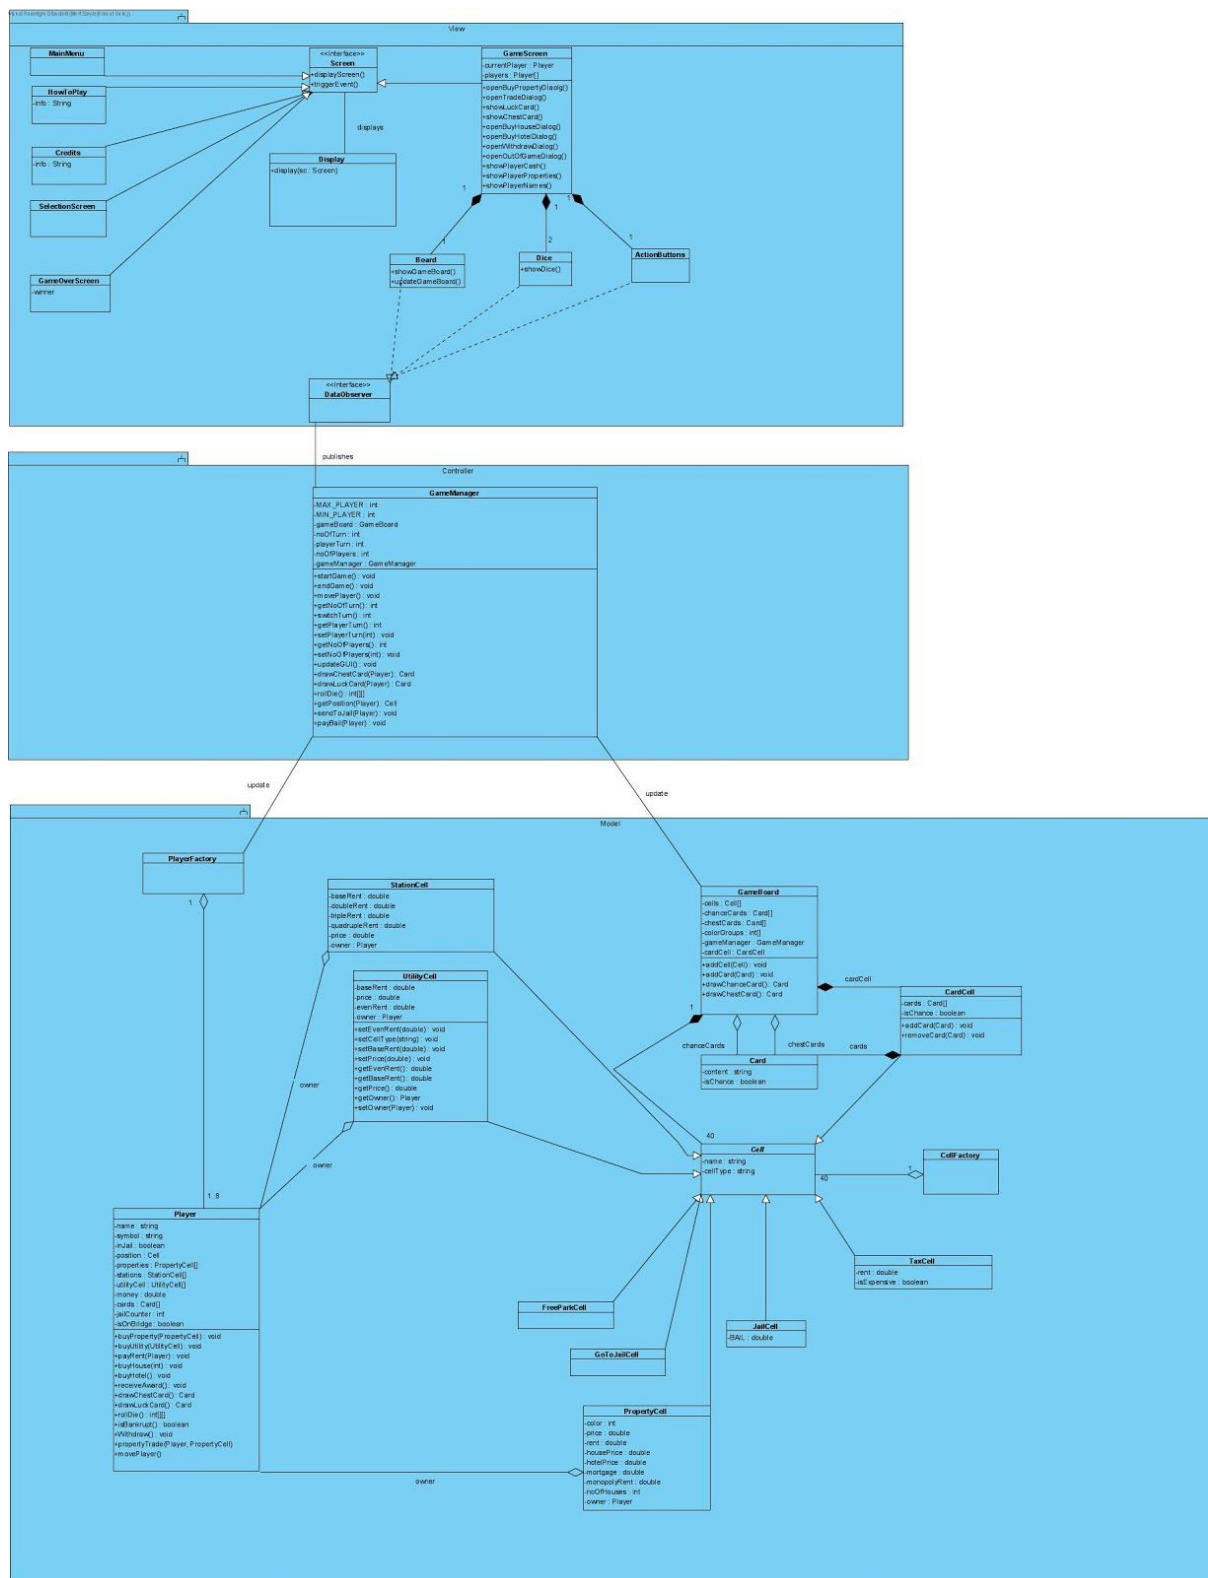 View
MainMenu
HowToPlay
-info : String
Credits
-info : String
SelectionScreen
GameOverScreen
-winner
<<Interface>>
Screen
+displayScreen()
+triggerEvent()
displays
Display
+display(sc : Screen)
GameScreen
-currentPlayer : Player
-players : Player[]
+openBuyPropertyDiaolg()
+openTradeDialog()
+showLuckCard()
+showChestCard()
+openBuyHouseDialog()
+openBuyHotelDialog()
+openWithdrawDialog()
+openOutOfGameDialog()
+showPlayerCash()
+showPlayerProperties()
+showPlayerNames()
1
1
1
1
2
1
Board
+showGameBoard()
+updateGameBoard()
Dice
+showDice()
ActionButtons
<<Interface>>
DataObserver
publishes
Controller
GameManager
-MAX_PLAYER : int
-MIN_PLAYER : int
-gameBoard : GameBoard
-noOfTurn : int
-playerTurn : int
-noOfPlayers : int
-gameManager : GameManager
+startGame() : void
+endGame() : void
+movePlayer() : void
+getNoOfTurn() : int
+switchTurn() : int
+getPlayerTurn() : int
+setPlayerTurn(int) : void
+getNoOfPlayers() : int
+setNoOfPlayers(int) : void
+updateGUI() : void
+drawChestCard(Player) : Card
+drawLuckCard(Player) : Card
+rollDie() : int[][]
+getPosition(Player) : Cell
+sendToJail(Player) : void
+payBail(Player) : void
update
update
Model
PlayerFactory
1
1..8
StationCell
-baseRent : double
-doubleRent : double
-tripleRent : double
-quadrupleRent : double
-price : double
-owner : Player
UtilityCell
-baseRent : double
-price : double
-evenRent : double
-owner : Player
+setEvenRent(double) : void
+setCellType(string) : void
+setBaseRent(double) : void
+setPrice(double) : void
+getEvenRent() : double
+getBaseRent() : double
+getPrice() : double
+getOwner() : Player
+setOwner(Player) : void
owner
owner
GameBoard
-cells : Cell[]
-chanceCards : Card[]
-chestCards : Card[]
-colorGroups : int[]
-gameManager : GameManager
-cardCell : CardCell
+addCell(Cell) : void
+addCard(Card) : void
+drawChanceCard() : Card
+drawChestCard() : Card
cardCell
CardCell
-cards : Card[]
-isChance : boolean
+addCard(Card) : void
+removeCard(Card) : void
1
chanceCards
chestCards
cards
Card
-content : string
-isChance : boolean
40
Cell
-name : string
-cellType : string
40
1
CellFactory
Player
-name : string
-symbol : string
-inJail : boolean
-position : Cell
-properties : PropertyCell[]
-stations : StationCell[]
-utilityCell : UtilityCell[]
-money : double
-cards : Card[]
-jailCounter : int
-isOnBridge : boolean
+buyProperty(PropertyCell) : void
+buyUtility(UtilityCell) : void
+payRent(Player) : void
+buyHouse(int) : void
+buyHotel() : void
+receiveAward() : void
+drawChestCard() : Card
+drawLuckCard() : Card
+rollDie() : int[][]
+isBankrupt() : boolean
+Withdraw() : void
+propertyTrade(Player, PropertyCell)
+movePlayer()
TaxCell
-rent : double
-isExpensive : boolean
FreeParkCell
JailCell
-BAIL : double
GoToJailCell
PropertyCell
-color : int
-price : double
-rent : double
-housePrice : double
-hotelPrice : double
-mortgage : double
-monopolyRent : double
-noOfHouses : int
-owner : Player
owner